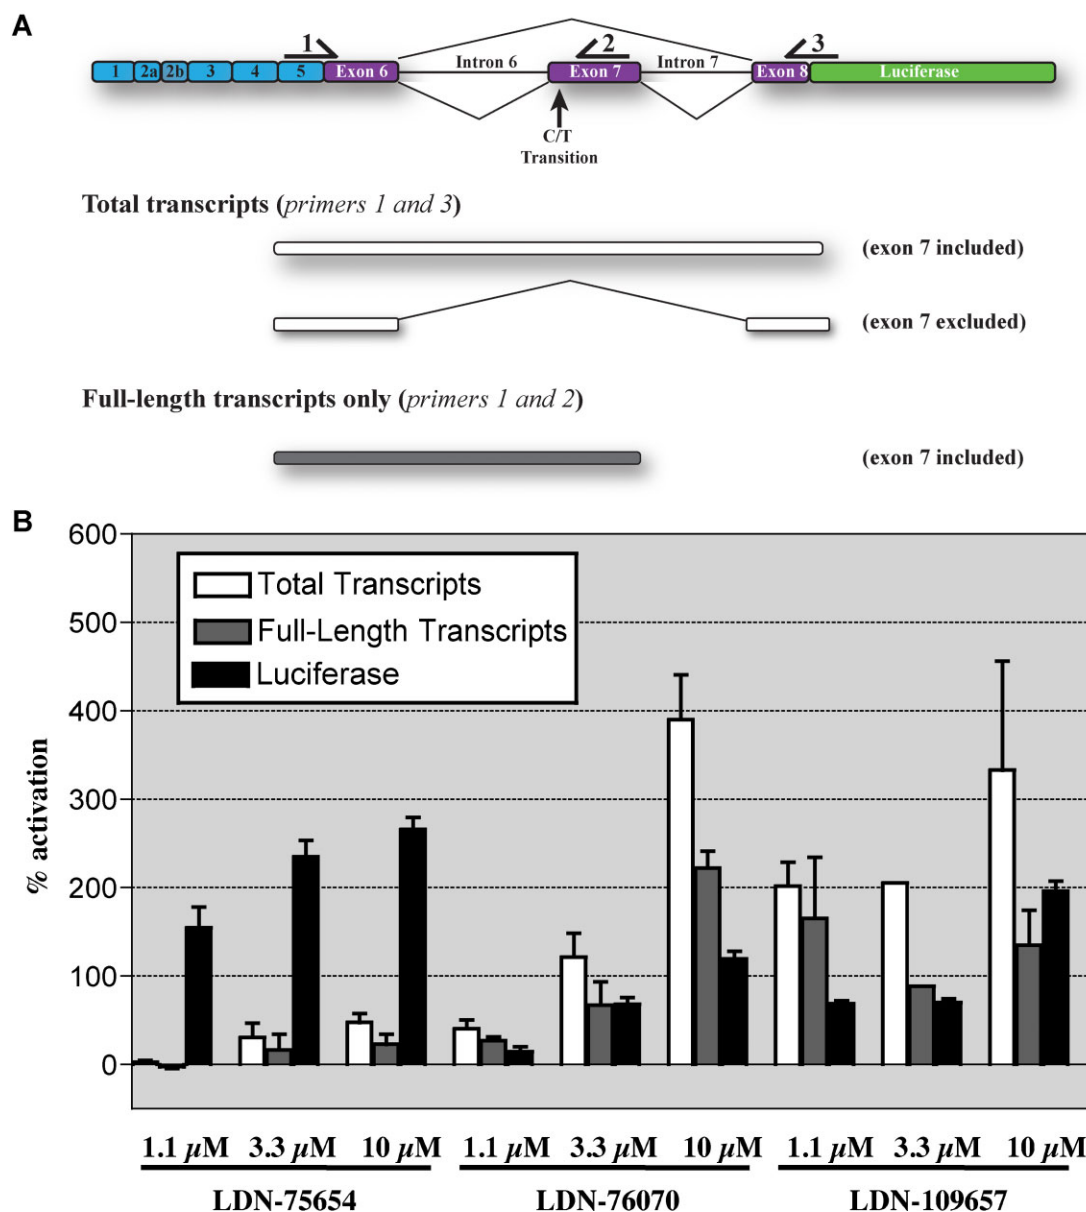 A
1 2 3
1 2a 2b 3 4 5 Exon 6 Intron 6 Exon 7 Intron 7 Exon 8 Luciferase
C/T
Transition
Total transcripts (primers 1 and 3)
(exon 7 included)
(exon 7 excluded)
Full-length transcripts only (primers 1 and 2)
(exon 7 included)
B
600
500
400
300
200
100
0
% activation
Total Transcripts
Full-Length Transcripts
Luciferase
1.1 µM 3.3 µM 10 µM 1.1 µM 3.3 µM 10 µM 1.1 µM 3.3 µM 10 µM
LDN-75654 LDN-76070 LDN-109657